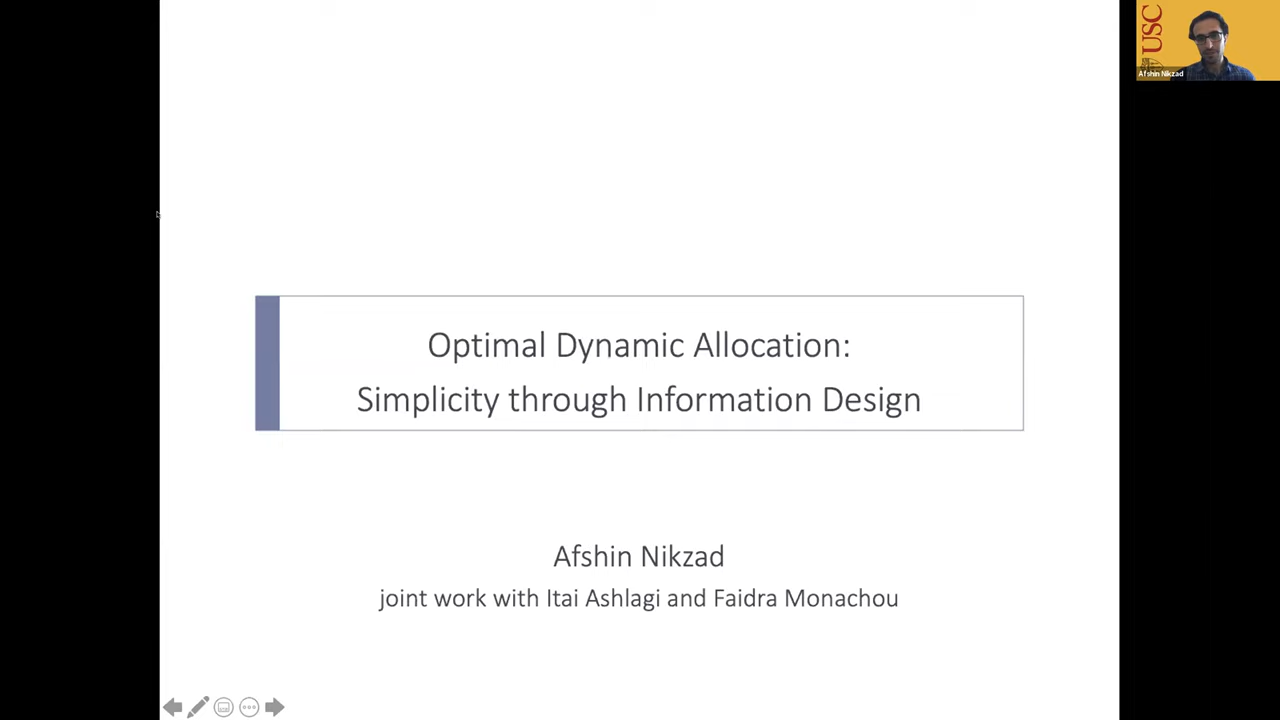 USC
Afshin Nikzad
Optimal Dynamic Allocation:
Simplicity through Information Design
Afshin Nikzad
joint work with Itai Ashlagi and Faidra Monachou